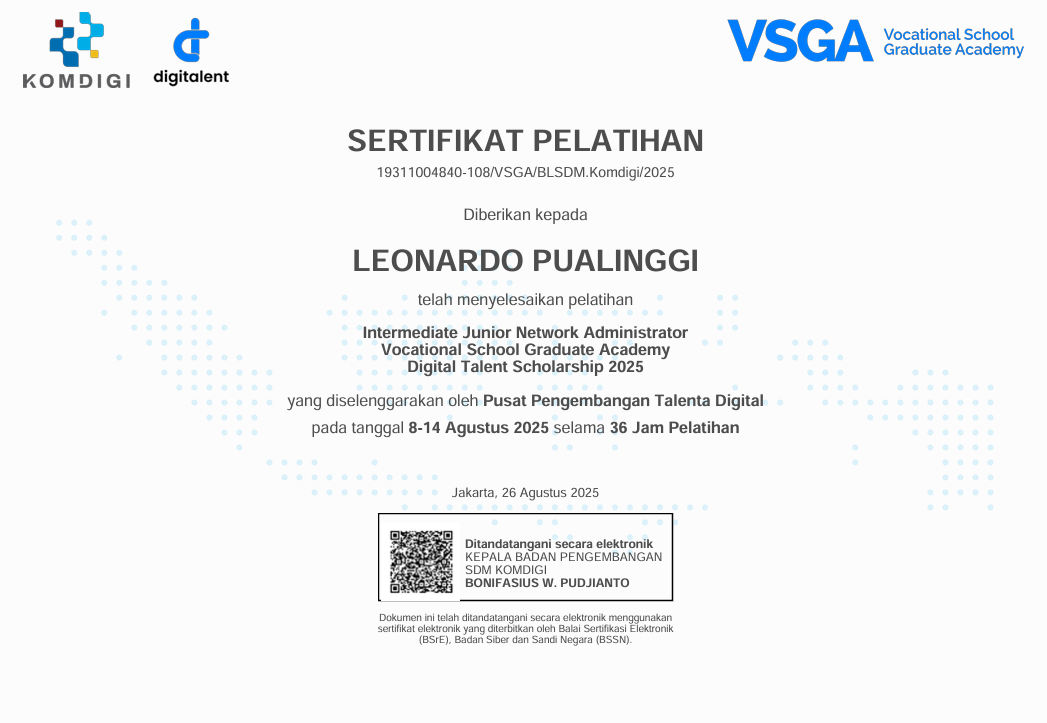 KOMDIGI
digitalent
VSGA
Vocational School
Graduate Academy
SERTIFIKAT PELATIHAN
19311004840-108/VSGA/BLSDM.Komdigi/2025
Diberikan kepada
LEONARDO PUALINGGI
telah menyelesaikan pelatihan
Intermediate Junior Network Administrator
Vocational School Graduate Academy
Digital Talent Scholarship 2025
yang diselenggarakan oleh Pusat Pengembangan Talenta Digital
pada tanggal 8-14 Agustus 2025 selama 36 Jam Pelatihan
Jakarta, 26 Agustus 2025
Ditandatangani secara elektronik
KEPALA BADAN PENGEMBANGAN
SDM KOMDIGI
BONIFASIUS W. PUDJIANTO
Dokumen ini telah ditandatangani secara elektronik menggunakan
sertifikat elektronik yang diterbitkan oleh Balai Sertifikasi Elektronik
(BSrE), Badan Siber dan Sandi Negara (BSSN).